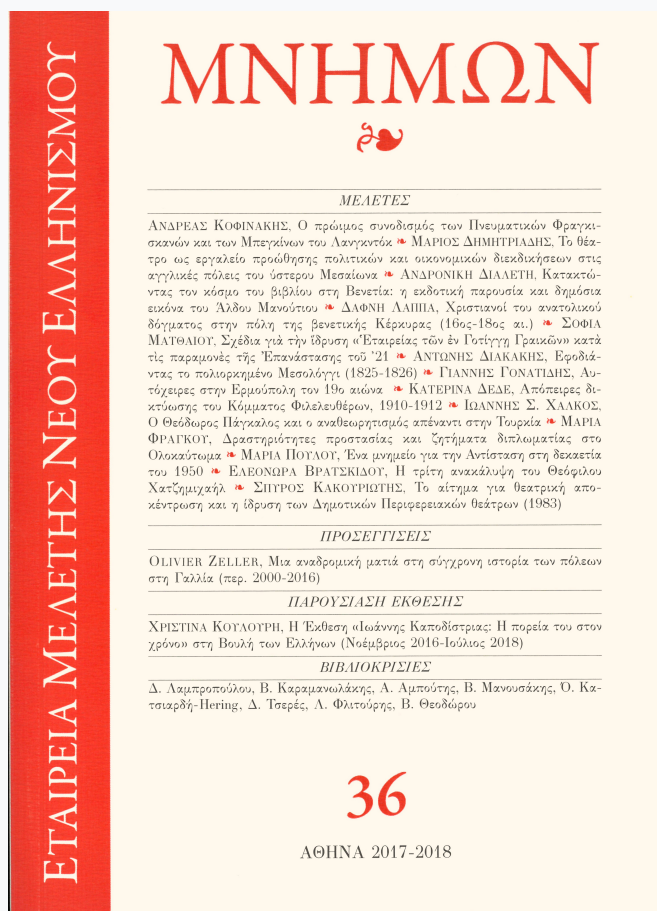 ΕΤΑΙΡΕΙΑ ΜΕΛΕΤΗΣ ΝΕΟΥ ΕΛΛΗΝΙΣΜΟΥ
ΜΝΗΜΩΝ
ΜΕΛΕΤΕΣ
ΑΝΔΡΕΑΣ ΚΟΦΙΝΑΚΗΣ, Ο πρώιμος συνοδισμός των Πνευματικών Φραγκι-
σκανών και των Μπεγκίνων του Λανγκντόκ ❧ ΜΑΡΙΟΣ ΔΗΜΗΤΡΙΑΔΗΣ, Το θέα-
τρο ως εργαλείο προώθησης πολιτικών και οικονομικών διεκδικήσεων στις
αγγλικές πόλεις του ύστερου Μεσαίωνα ❧ ΑΝΔΡΟΝΙΚΗ ΔΙΑΛΕΤΗ, Κατακτώ-
ντας τον κόσμο του βιβλίου στη Βενετία: η εκδοτική παρουσία και δημόσια
εικόνα του Άλδου Μανούτιου ❧ ΔΑΦΝΗ ΛΑΠΠΑ, Χριστιανοί του ανατολικού
δόγματος στην πόλη της βενετικής Κέρκυρας (16ος-18ος αι.) ❧ ΣΟΦΙΑ
ΜΑΤΘΑΙΟΥ, Σχέδια γιὰ τὴν ἵδρυση «Ἑταιρείας τῶν ἐν Γοτίγγῃ Γραικῶν» κατὰ
τὶς παραμονὲς τῆς Ἐπανάστασης τοῦ ’21 ❧ ΑΝΤΩΝΗΣ ΔΙΑΚΑΚΗΣ, Εφοδιά-
ζοντας το πολιορκημένο Μεσολόγγι (1825-1826) ❧ ΓΙΑΝΝΗΣ ΓΟΝΑΤΙΔΗΣ, Αυ-
τόχειρες στην Ερμούπολη τον 19ο αιώνα ❧ ΚΑΤΕΡΙΝΑ ΔΕΔΕ, Απόπειρες δι-
κτύωσης του Κόμματος Φιλελευθέρων, 1910-1912 ❧ ΙΩΑΝΝΗΣ Σ. ΧΑΛΚΟΣ,
Ο Θεόδωρος Πάγκαλος και ο αναθεωρητισμός απέναντι στην Τουρκία ❧ ΜΑΡΙΑ
ΦΡΑΓΚΟΥ, Δραστηριότητες προστασίας και ζητήματα διπλωματίας στο
Ολοκαύτωμα ❧ ΜΑΡΙΑ ΠΟΥΛΟΥ, Ένα μνημείο για την Αντίσταση στη δεκαετία
του 1950 ❧ ΕΛΕΟΝΩΡΑ ΒΡΑΤΣΚΙΔΟΥ, Η τρίτη ανακάλυψη του Θεόφιλου
Χατζημιχαήλ ❧ ΣΠΥΡΟΣ ΚΑΚΟΥΡΙΩΤΗΣ, Το αίτημα για θεατρική απο-
κέντρωση και η ίδρυση των Δημοτικών Περιφερειακών θεάτρων (1983)
ΠΡΟΣΕΓΓΙΣΕΙΣ
OLIVIER ZELLER, Μια αναδρομική ματιά στη σύγχρονη ιστορία των πόλεων
στη Γαλλία (περ. 2000-2016)
ΠΑΡΟΥΣΙΑΣΗ ΕΚΘΕΣΗΣ
ΧΡΙΣΤΙΝΑ ΚΟΥΛΟΥΡΗ, Η Έκθεση «Ιωάννης Καποδίστριας: Η πορεία του στον
χρόνο» στη Βουλή των Ελλήνων (Νοέμβριος 2016-Ιούλιος 2018)
ΒΙΒΛΙΟΚΡΙΣΙΕΣ
Δ. Λαμπροπούλου, Β. Καραμανωλάκης, Α. Αμπούτης, Β. Μανουσάκης, Ό. Κα-
τσιαρδή-Hering, Δ. Τσερές, Λ. Φλιτούρης, Β. Θεοδώρου
36
ΑΘΗΝΑ 2017-2018